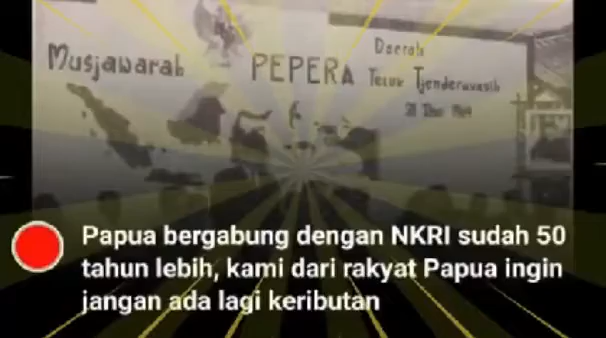 Musjawarah
PEPERA
Daerah
Teluk Tjenderawasih
1969
Papua bergabung dengan NKRI sudah 50
tahun lebih, kami dari rakyat Papua ingin
jangan ada lagi keributan